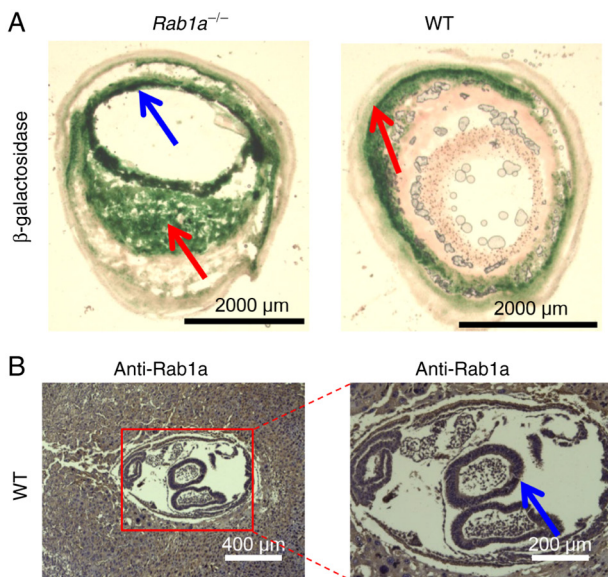 A
Rab1a⁻/⁻
WT
β-galactosidase
2000 μm
2000 μm
B
Anti-Rab1a
Anti-Rab1a
WT
400 μm
200 μm